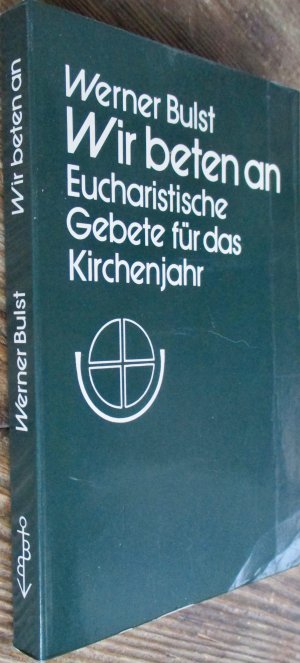 Werner Bulst
Wir beten an
Eucharistische
Gebete für das
Kirchenjahr
Werner Bulst
Wir beten an